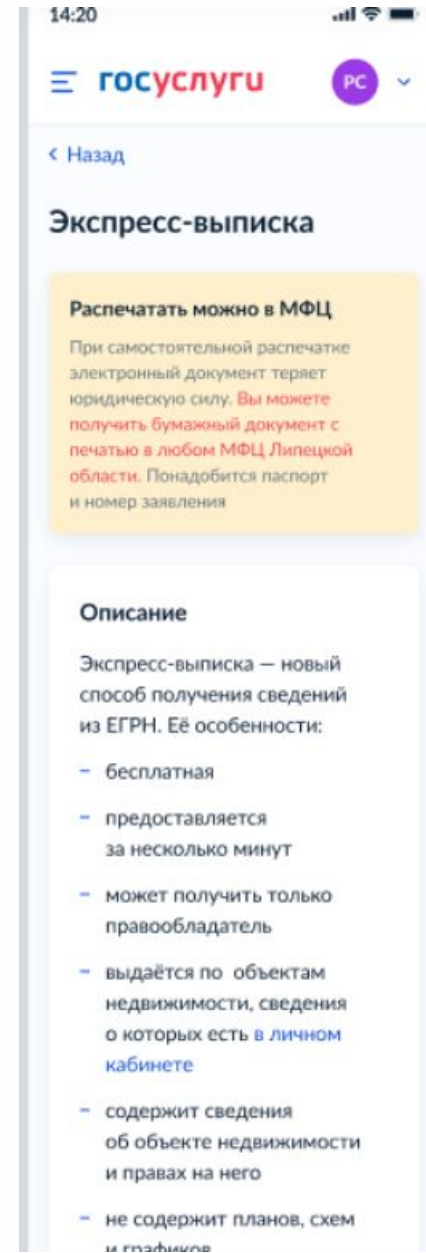 14:20
госуслуги
РС
Назад
Экспресс-выписка
Распечатать можно в МФЦ
При самостоятельной распечатке
электронный документ теряет
юридическую силу. Вы можете
получить бумажный документ с
печатью в любом МФЦ Липецкой
области. Понадобится паспорт
и номер заявления
Описание
Экспресс-выписка — новый
способ получения сведений
из ЕГРН. Её особенности:
– бесплатная
– предоставляется
за несколько минут
– может получить только
правообладатель
– выдаётся по объектам
недвижимости, сведения
о которых есть в личном
кабинете
– содержит сведения
об объекте недвижимости
и правах на него
– не содержит планов, схем
и графиков